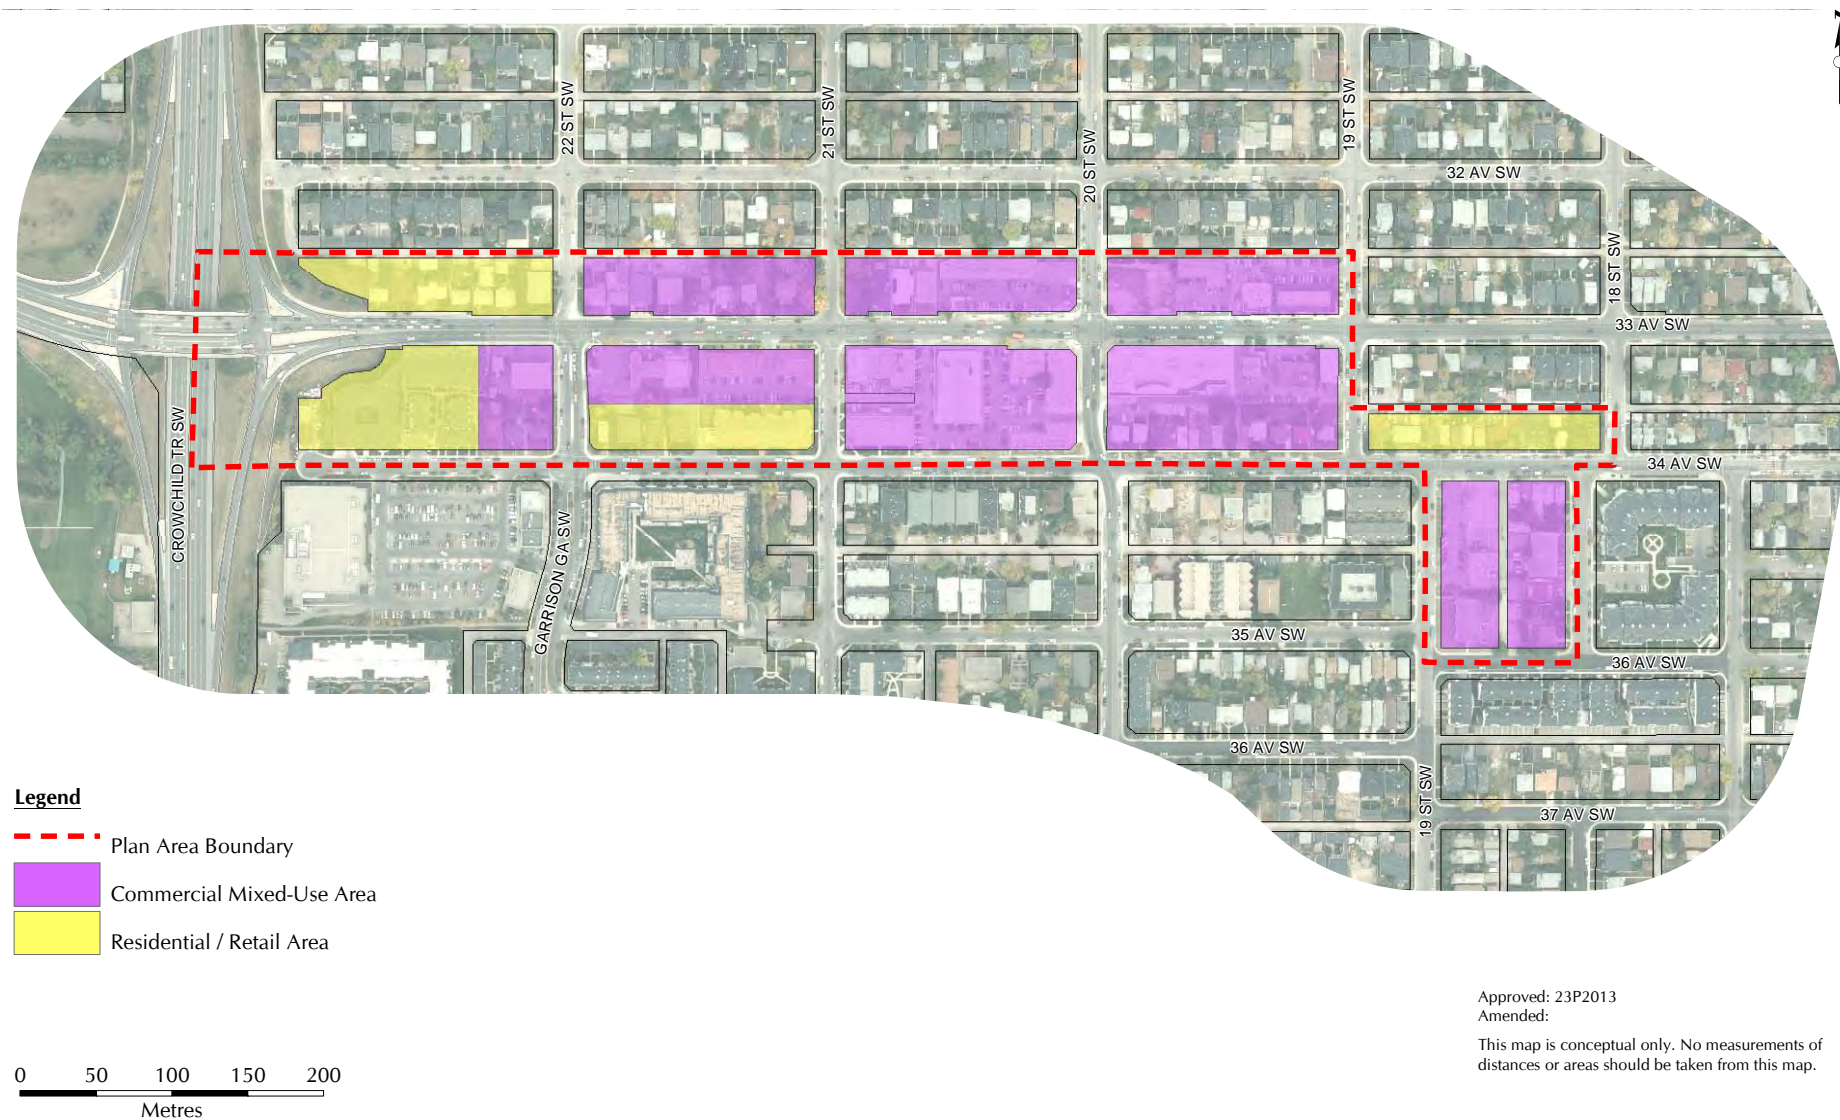 22 ST SW
21 ST SW
20 ST SW
19 ST SW
32 AV SW
18 ST SW
33 AV SW
CROWCHILD TR SW
34 AV SW
GARRISON GA SW
35 AV SW
36 AV SW
36 AV SW
19 ST SW
37 AV SW
Legend
Plan Area Boundary
Commercial Mixed-Use Area
Residential / Retail Area
Approved: 23P2013
Amended:
This map is conceptual only. No measurements of
distances or areas should be taken from this map.
0 50 100 150 200
Metres